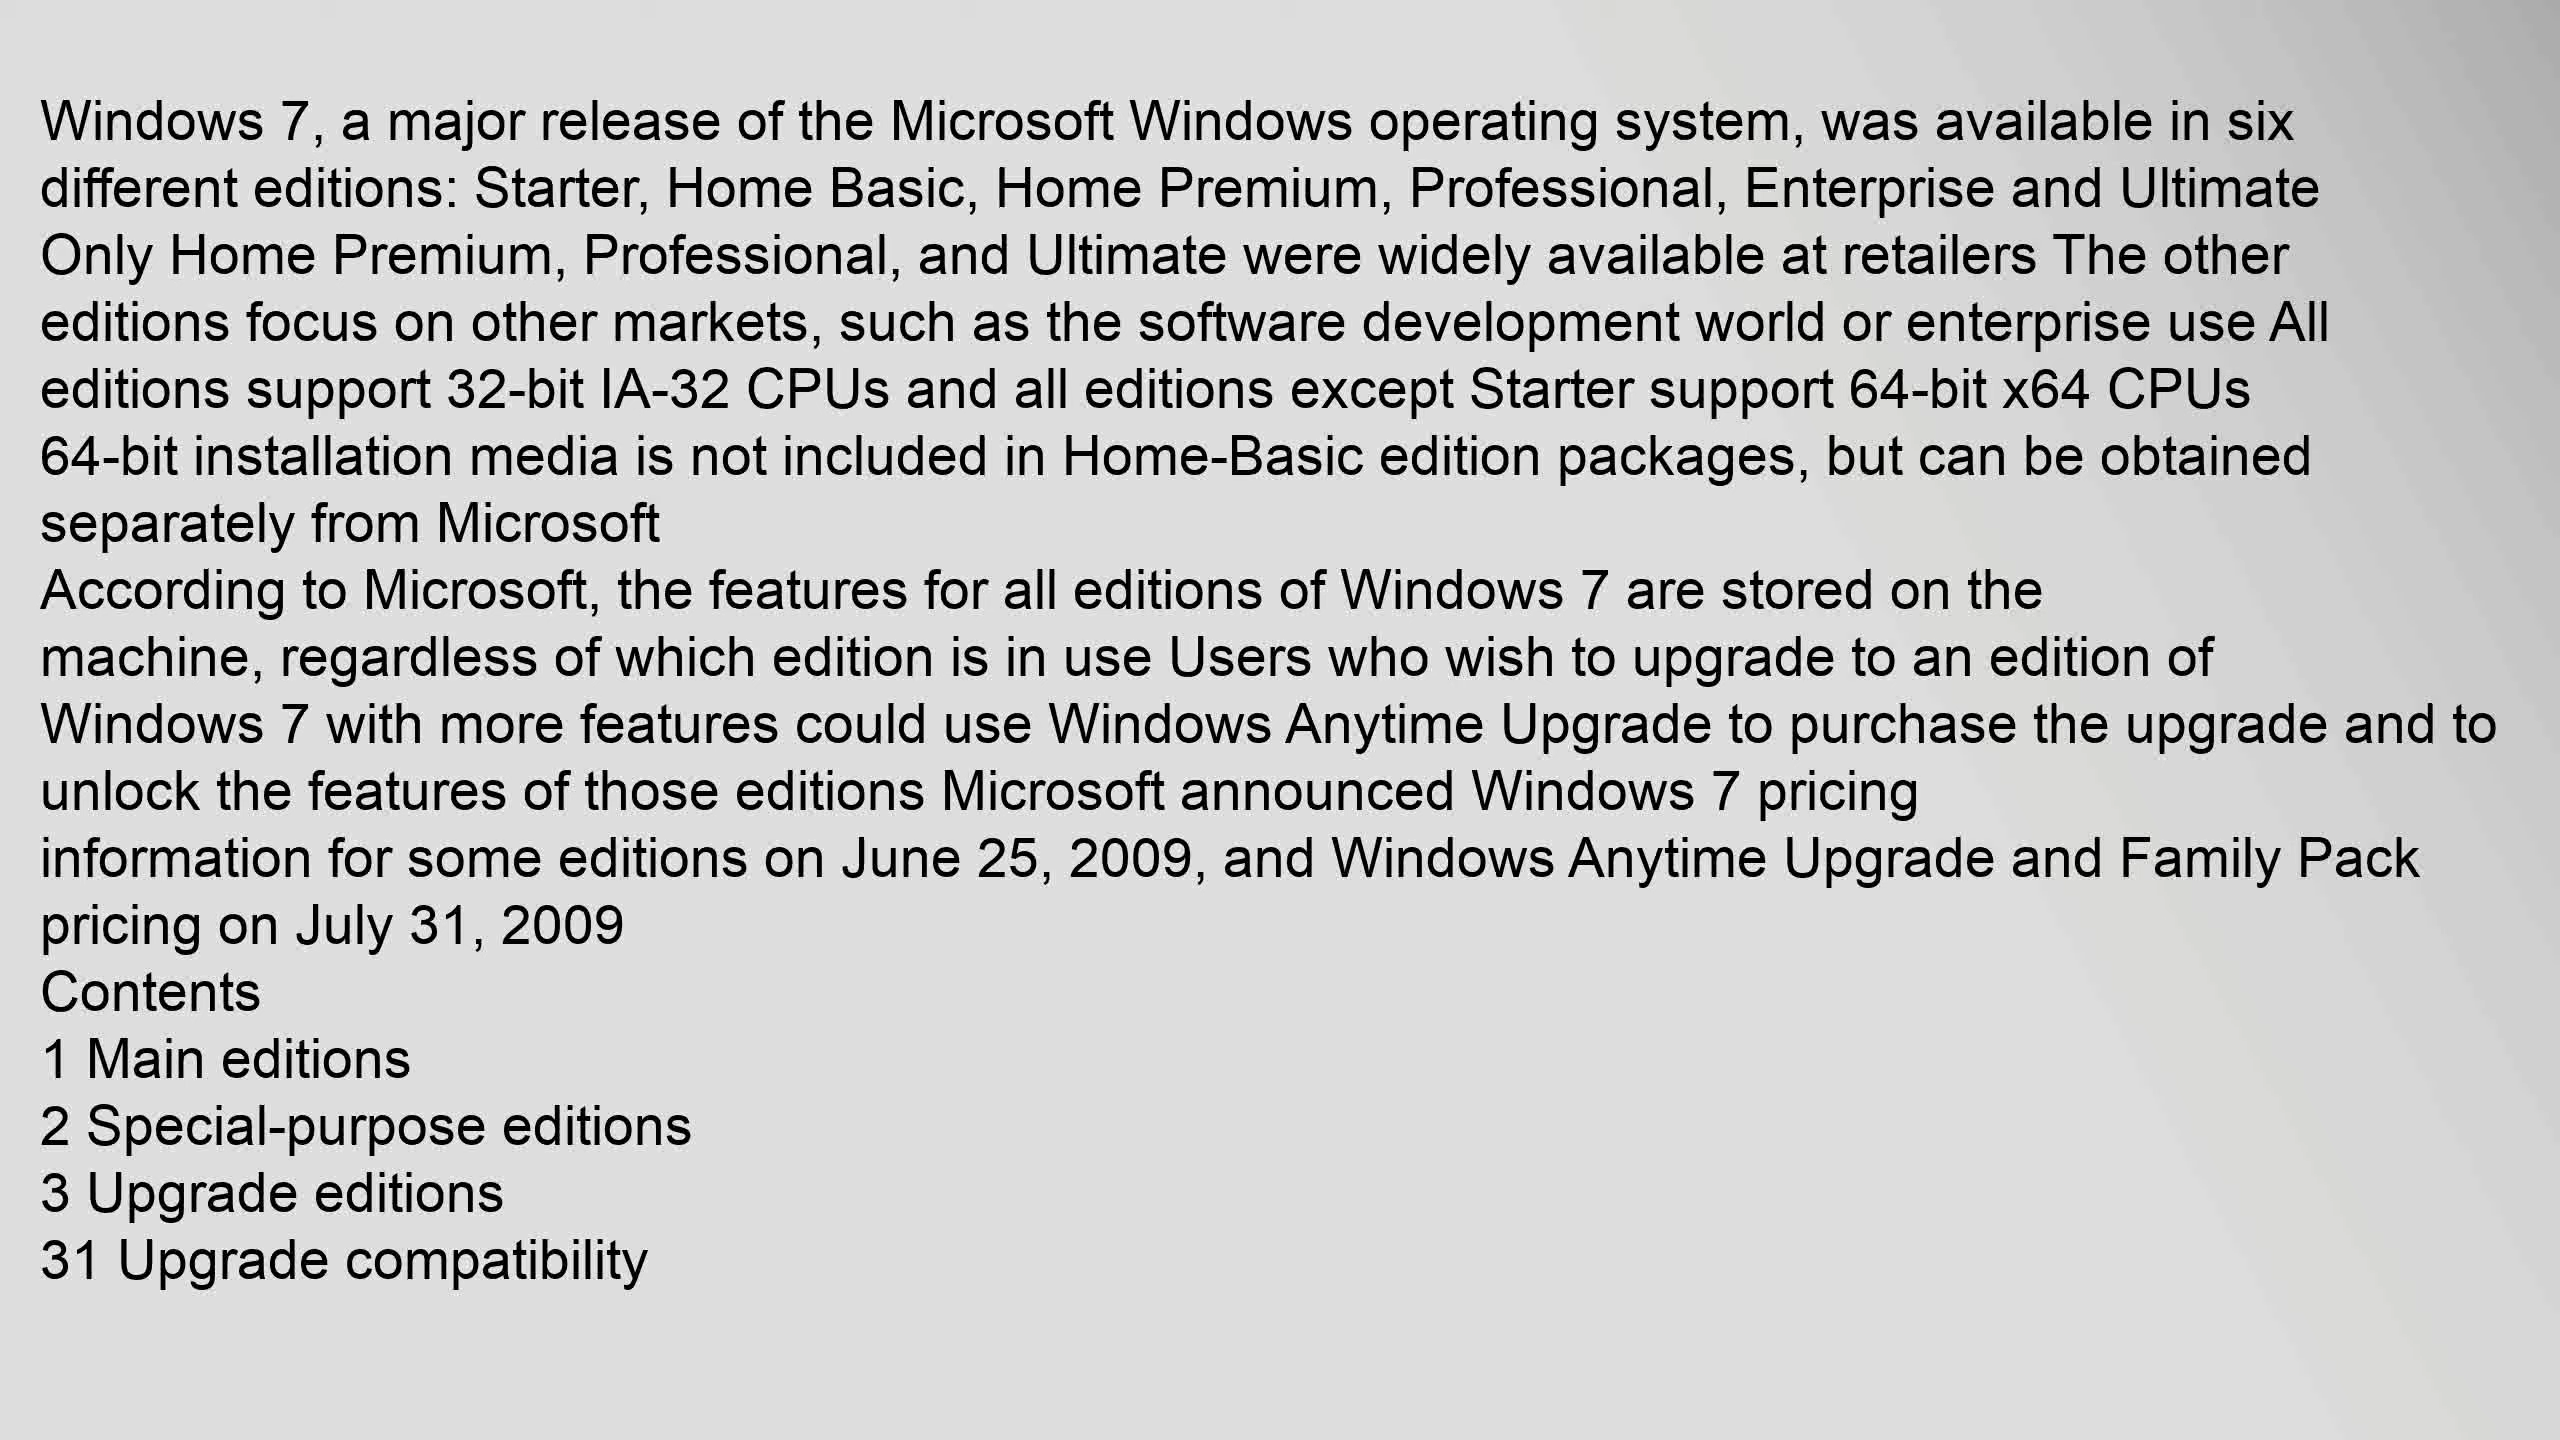 Windows 7, a major release of the Microsoft Windows operating system, was available in six
different editions: Starter, Home Basic, Home Premium, Professional, Enterprise and Ultimate
Only Home Premium, Professional, and Ultimate were widely available at retailers The other
editions focus on other markets, such as the software development world or enterprise use All
editions support 32-bit IA-32 CPUs and all editions except Starter support 64-bit x64 CPUs
64-bit installation media is not included in Home-Basic edition packages, but can be obtained
separately from Microsoft
According to Microsoft, the features for all editions of Windows 7 are stored on the
machine, regardless of which edition is in use Users who wish to upgrade to an edition of
Windows 7 with more features could use Windows Anytime Upgrade to purchase the upgrade and to
unlock the features of those editions Microsoft announced Windows 7 pricing
information for some editions on June 25, 2009, and Windows Anytime Upgrade and Family Pack
pricing on July 31, 2009
Contents
1 Main editions
2 Special-purpose editions
3 Upgrade editions
31 Upgrade compatibility